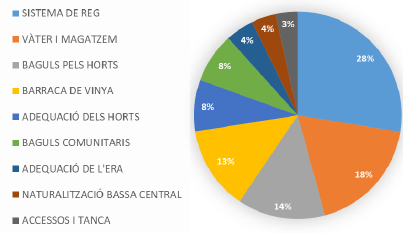 SISTEMA DE REG
VÀTER I MAGATZEM
BAGULS PELS HORTS
BARRACA DE VINYA
ADEQUACIÓ DELS HORTS
BAGULS COMUNITARIS
ADEQUACIÓ DE L'ERA
NATURALITZACIÓ BASSA CENTRAL
ACCESSOS I TANCA
28%
18%
14%
13%
8%
8%
4%
4%
3%